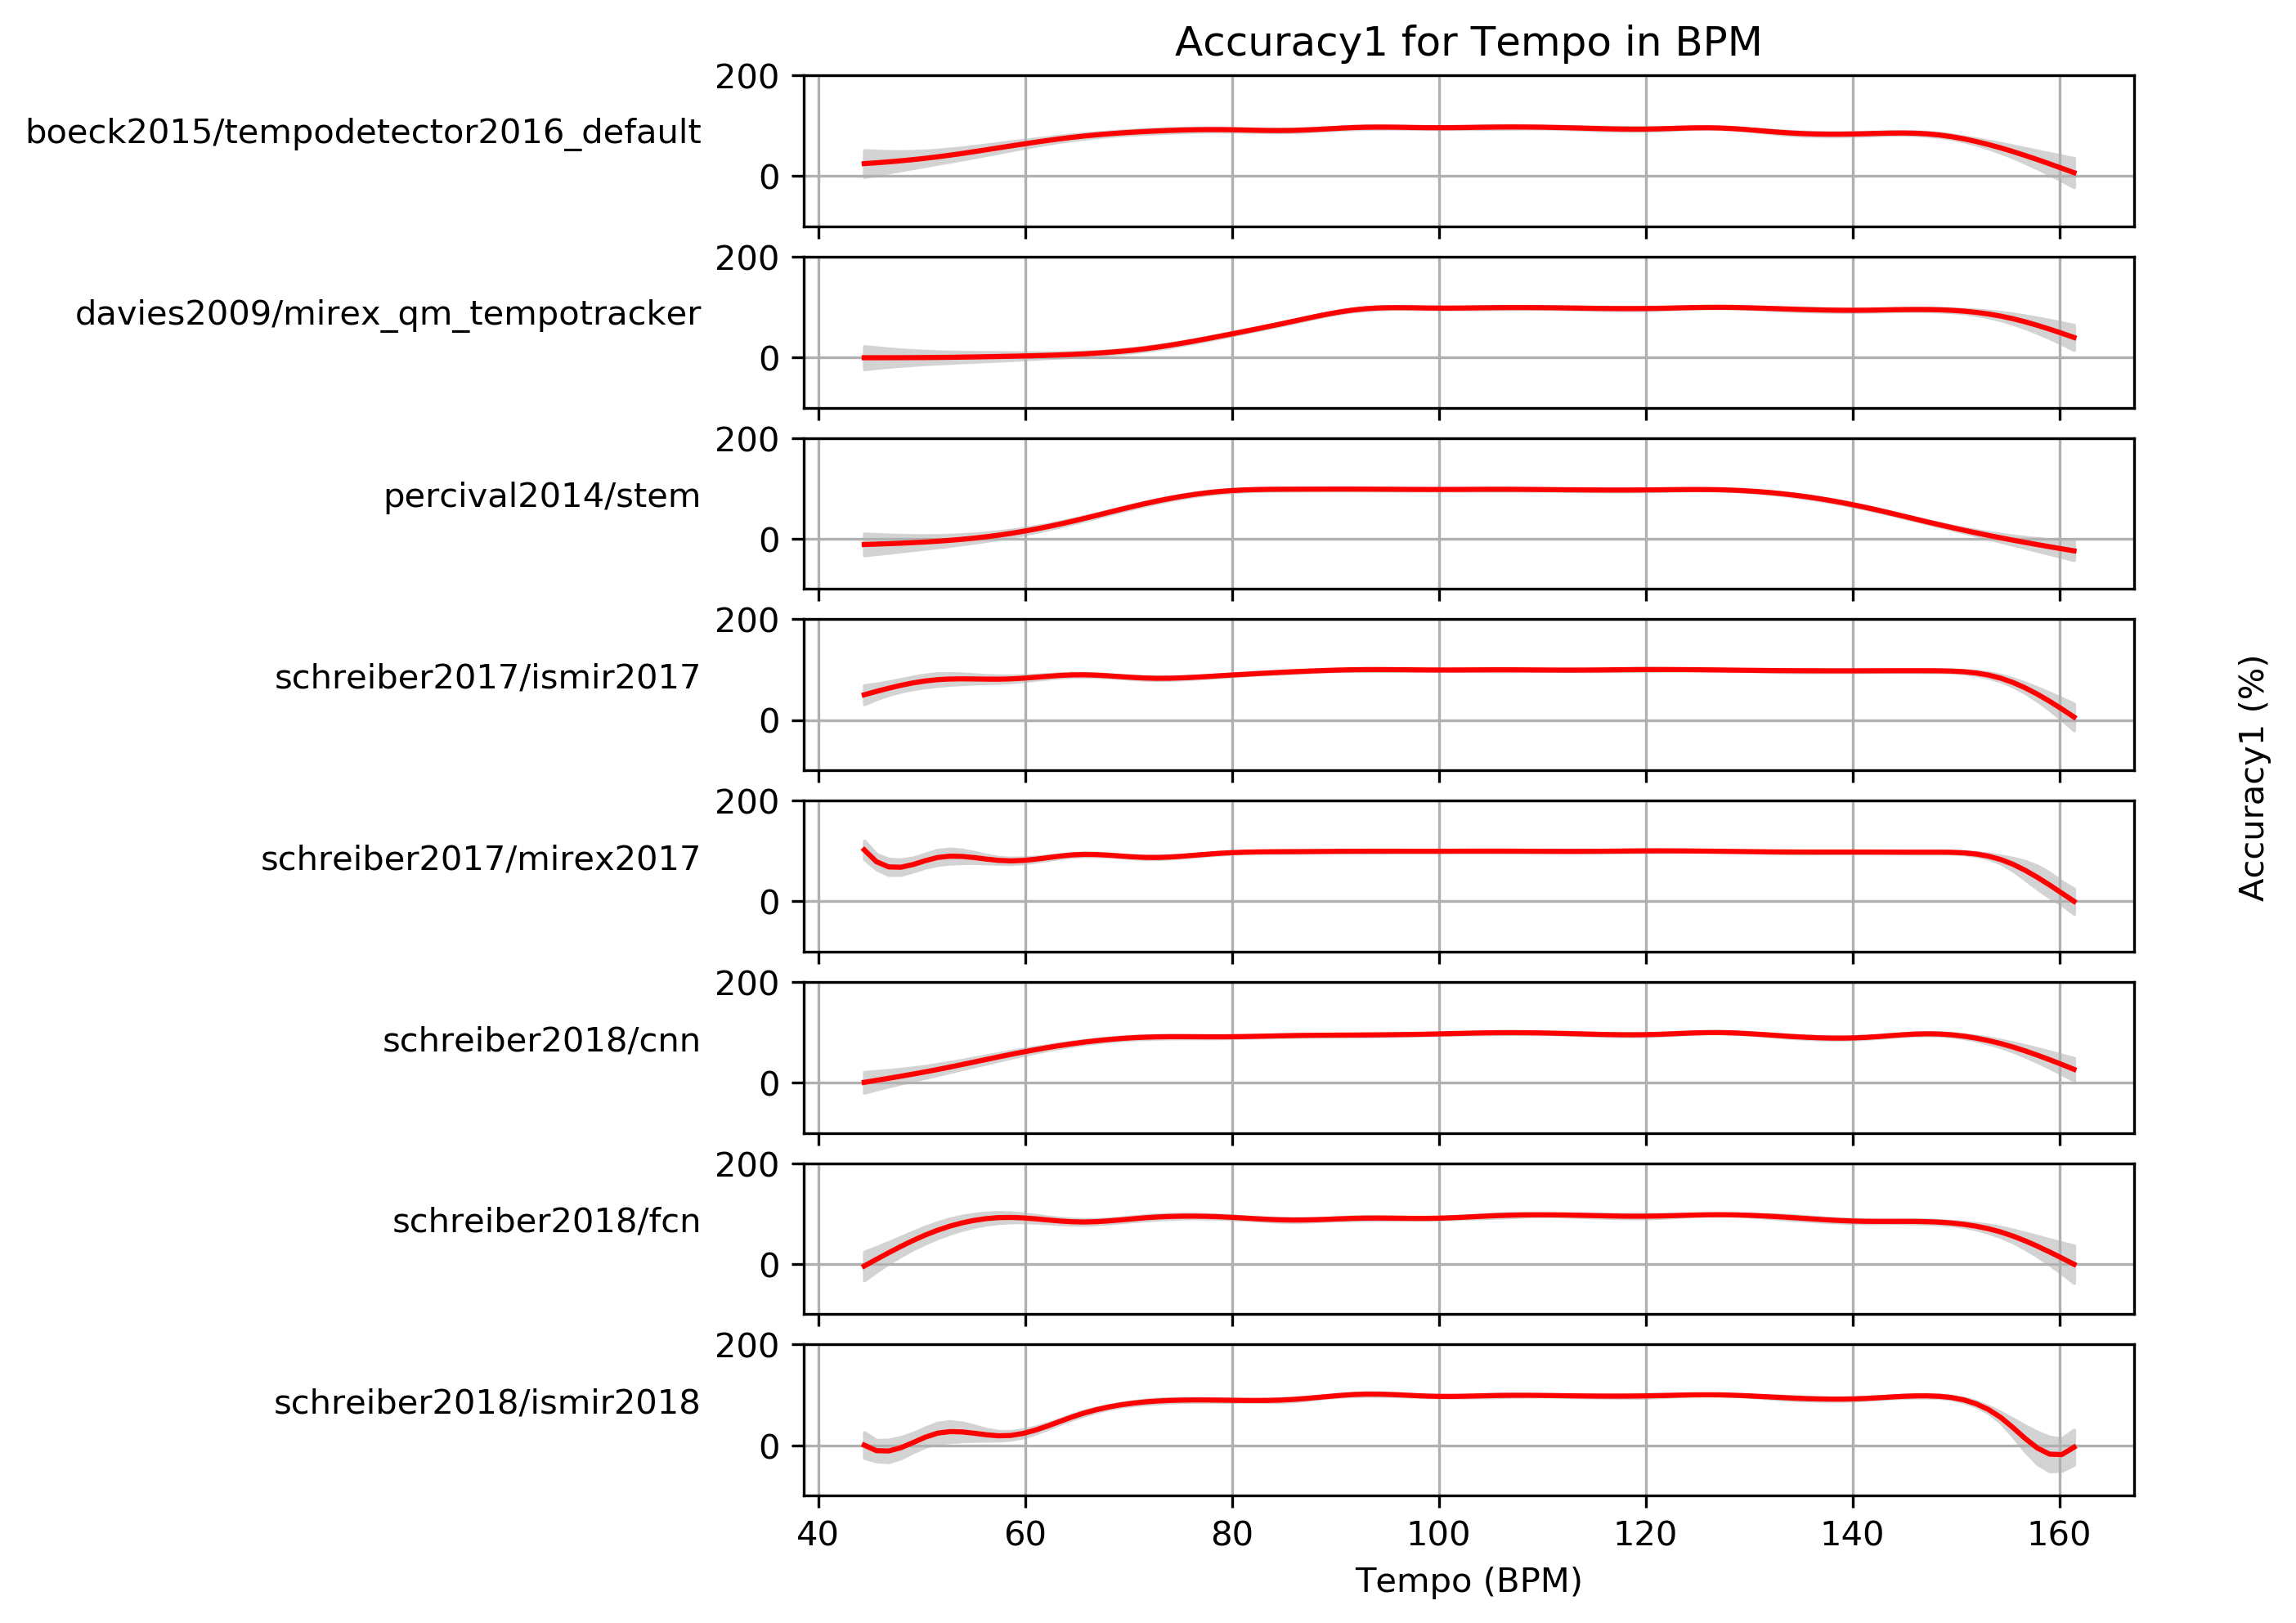 Accuracy1 for Tempo in BPM
200
boeck2015/tempodetector2016_default
0
200
davies2009/mirex_qm_tempotracker
0
200
percival2014/stem
0
200
schreiber2017/ismir2017
0
200
schreiber2017/mirex2017
0
200
schreiber2018/cnn
0
200
schreiber2018/fcn
0
200
schreiber2018/ismir2018
0
40 60 80 100 120 140 160
Tempo (BPM)
Accuracy1 (%)